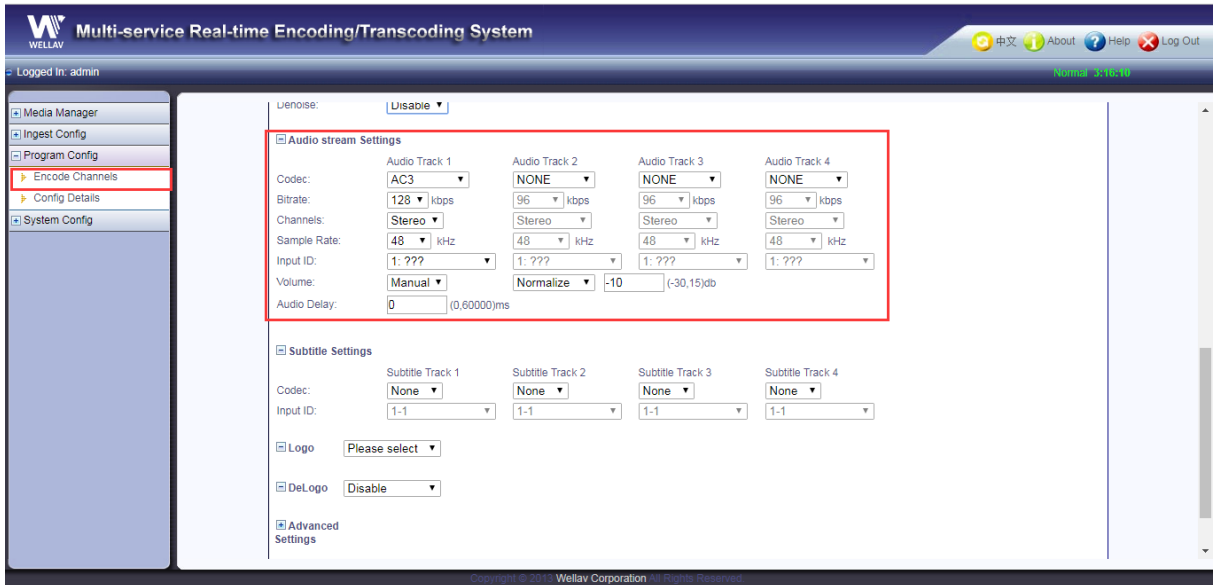 WELLAV
Multi-service Real-time Encoding/Transcoding System
中文 About Help Log Out
Logged In: admin
Normal 3:16:10
Media Manager
Ingest Config
Program Config
Encode Channels
Config Details
System Config
Denoise: Disable
Audio stream Settings
Audio Track 1 Audio Track 2 Audio Track 3 Audio Track 4
Codec: AC3 NONE NONE NONE
Bitrate: 128 kbps 96 kbps 96 kbps 96 kbps
Channels: Stereo Stereo Stereo Stereo
Sample Rate: 48 kHz 48 kHz 48 kHz 48 kHz
Input ID: 1: ??? 1: ??? 1: ??? 1: ???
Volume: Manual Normalize -10 (-30,15)db
Audio Delay: 0 (0,60000)ms
Subtitle Settings
Subtitle Track 1 Subtitle Track 2 Subtitle Track 3 Subtitle Track 4
Codec: None None None None
Input ID: 1-1 1-1 1-1 1-1
Logo Please select
DeLogo Disable
Advanced
Settings
Copyright © 2013 Wellav Corporation All Rights Reserved.